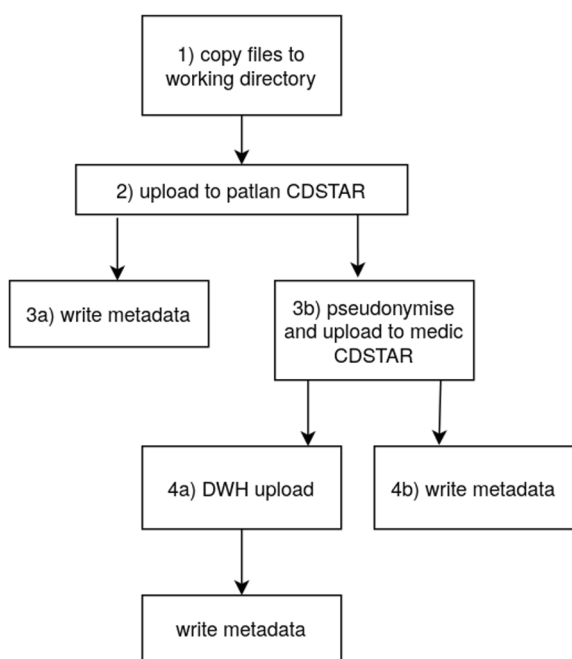 1) copy files to
working directory
2) upload to patlan CDSTAR
3a) write metadata
3b) pseudonymise
and upload to medic
CDSTAR
4a) DWH upload
4b) write metadata
write metadata